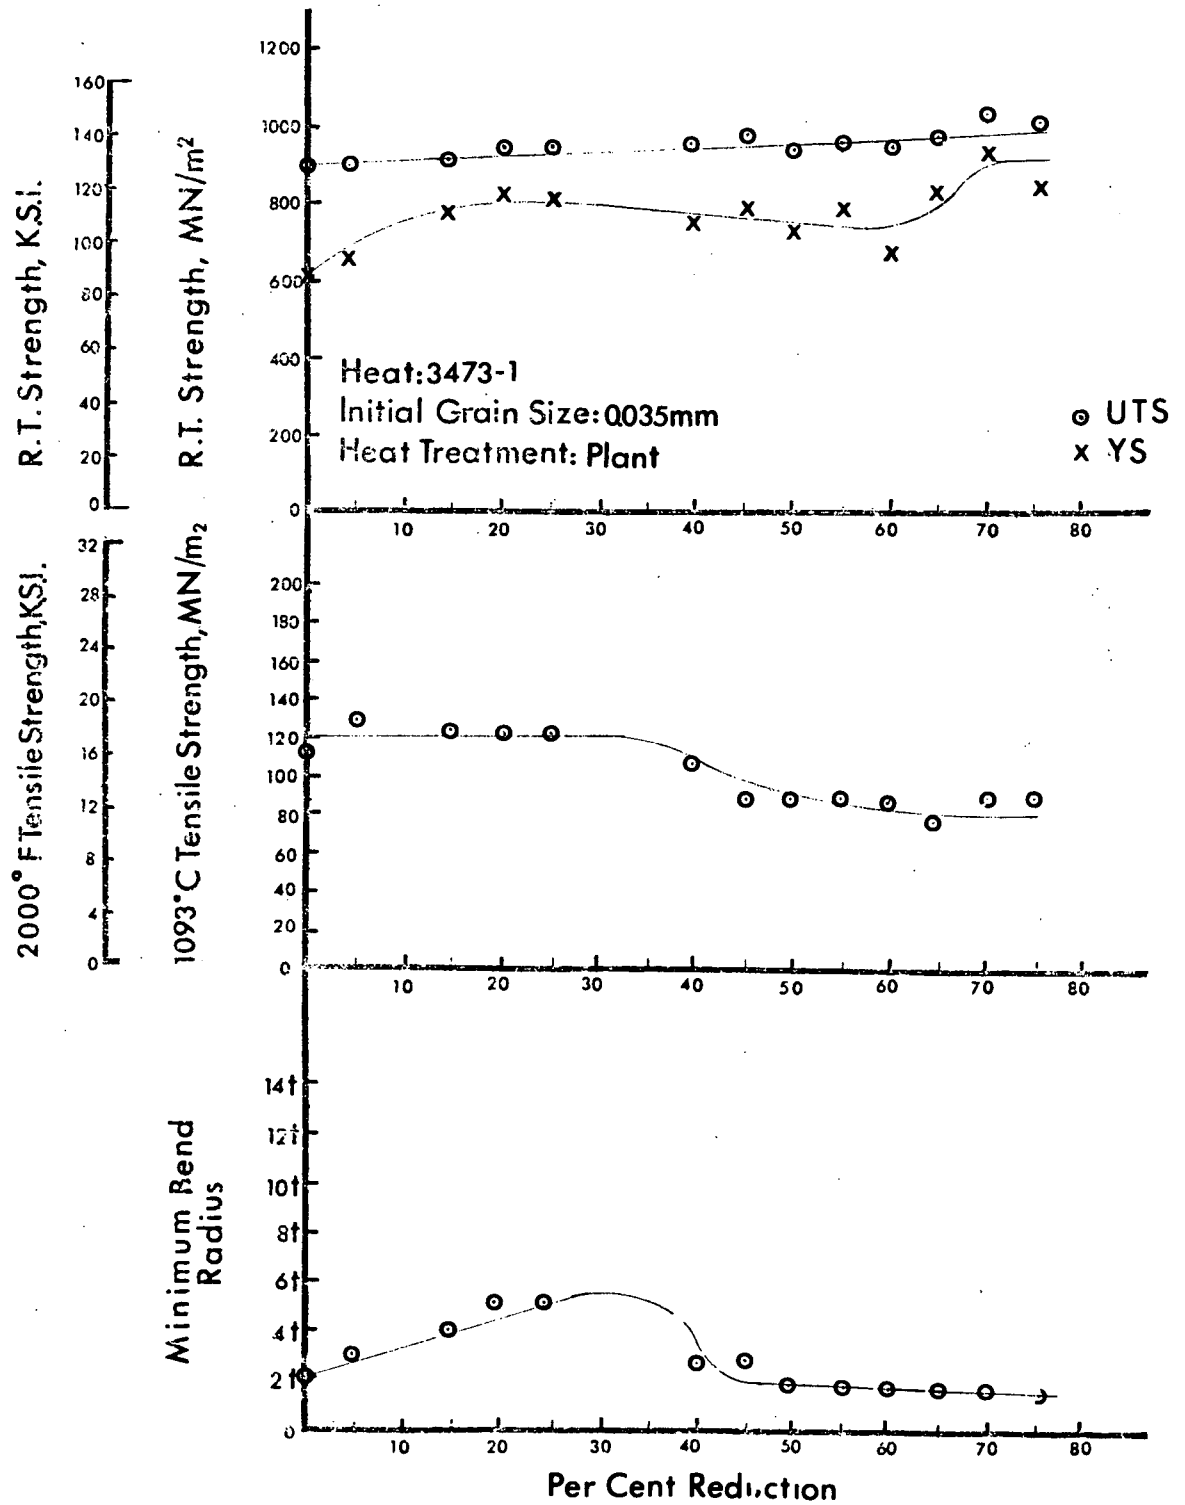 R.T. Strength, K.S.I.
160
140
120
100
80
60
40
20
0
R.T. Strength, MN/m2
1200
1000
800
600
400
200
0
Heat:3473-1
Initial Grain Size:0.035mm
Heat Treatment: Plant
UTS
X YS
10 20 30 40 50 60 70 80
2000° F Tensile Strength, K.S.I.
32
28
24
20
16
12
8
4
0
1093°C Tensile Strength, MN/m2
200
180
160
140
120
100
80
60
40
20
0
10 20 30 40 50 60 70 80
Minimum Bend
Radius
14t
12t
10t
8t
6t
4t
2t
0
10 20 30 40 50 60 70 80
Per Cent Reduction